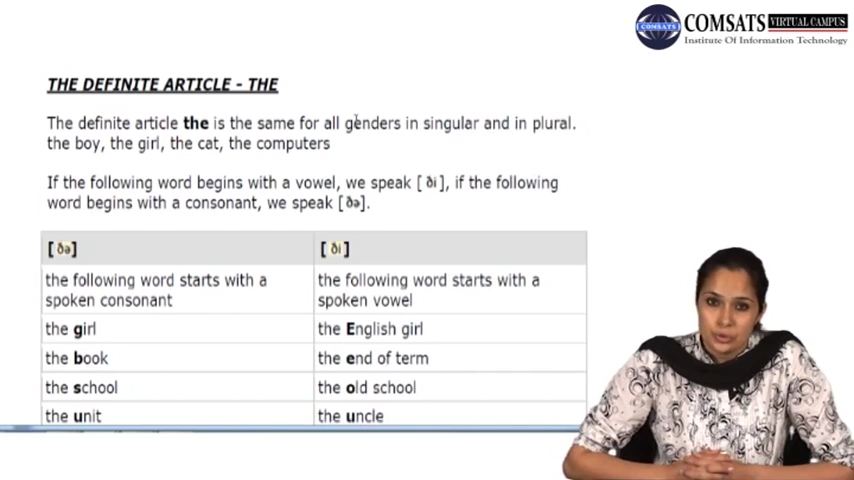 COMSATS VIRTUAL CAMPUS
COMSATS
Institute Of Information Technology
THE DEFINITE ARTICLE - THE
The definite article the is the same for all genders in singular and in plural.
the boy, the girl, the cat, the computers
If the following word begins with a vowel, we speak [ ði ], if the following
word begins with a consonant, we speak [ðə].
[ ðə] [ ði ]
the following word starts with a the following word starts with a
spoken consonant spoken vowel
the girl the English girl
the book the end of term
the school the old school
the unit the uncle